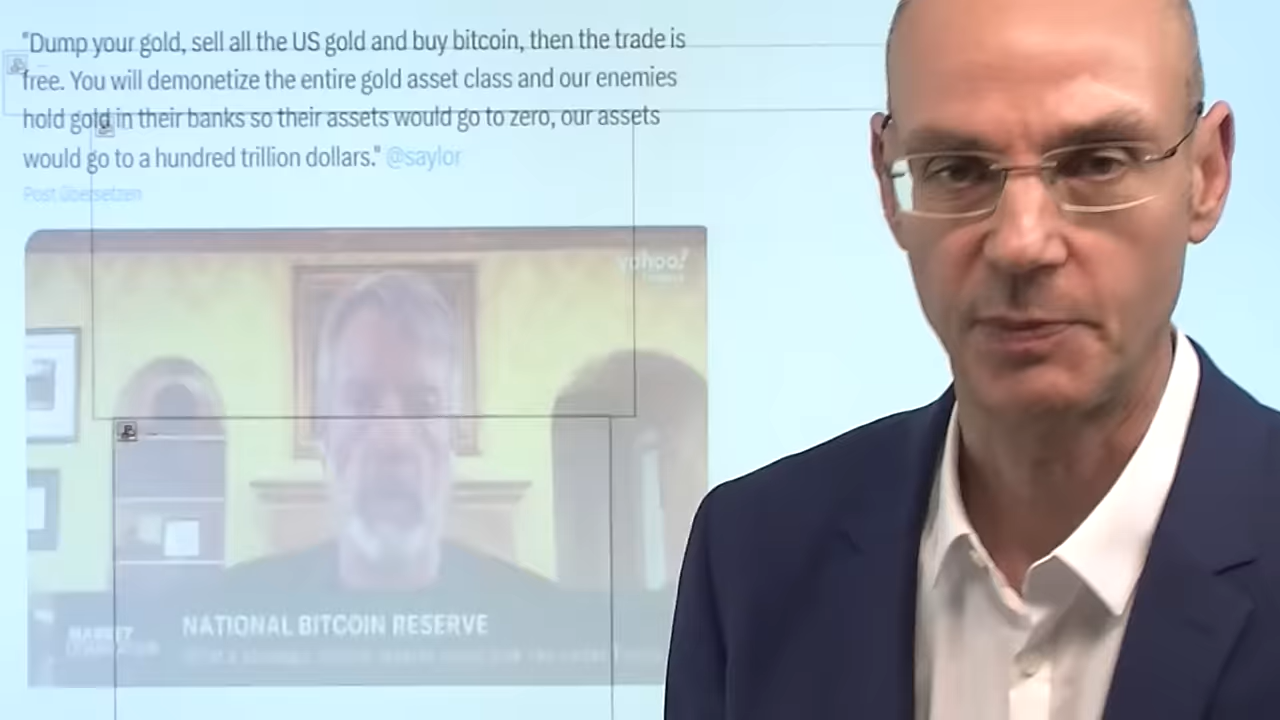 "Dump your gold, sell all the US gold and buy bitcoin, then the trade is
free. You will demonetize the entire gold asset class and our enemies
hold gold in their banks so their assets would go to zero, our assets
would go to a hundred trillion dollars." @saylor
Post übersetzen
yahoo!
NATIONAL BITCOIN RESERVE